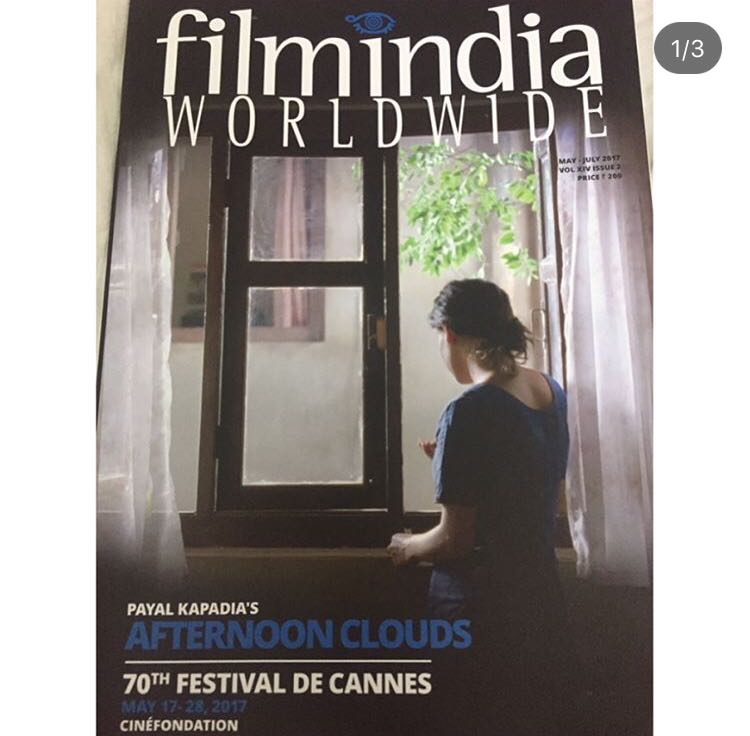 1/3
filmindia
WORLDWIDE
MAY - JULY 2017
VOL XIV ISSUE 2
PRICE ₹ 200
PAYAL KAPADIA'S
AFTERNOON CLOUDS
70TH FESTIVAL DE CANNES
MAY 17-28, 2017
CINÉFONDATION